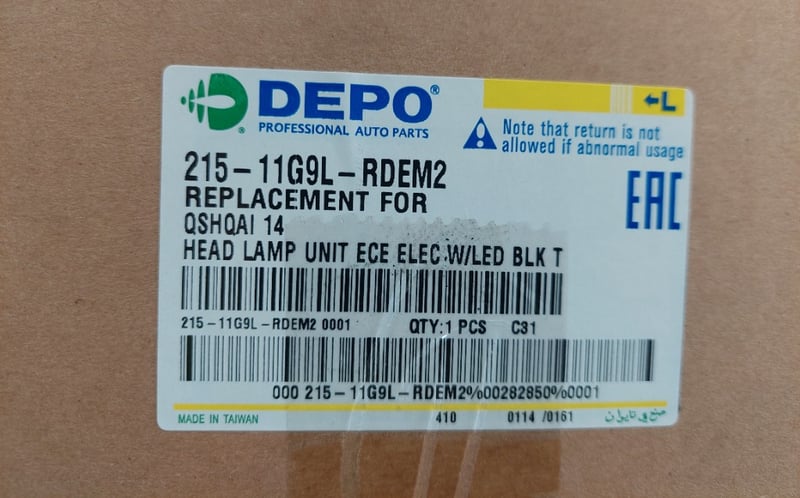 DEPO®
PROFESSIONAL AUTO PARTS
←L
Note that return is not
allowed if abnormal usage
215-11G9L-RDEM2
REPLACEMENT FOR
QSHQAI 14
HEAD LAMP UNIT ECE ELEC W/LED BLK T
EAC
215-11G9L-RDEM2 0001 QTY:1 PCS C31
000 215-11G9L-RDEM2%00282850%0001
MADE IN TAIWAN 410 0114 /0161 صنع في تايوان